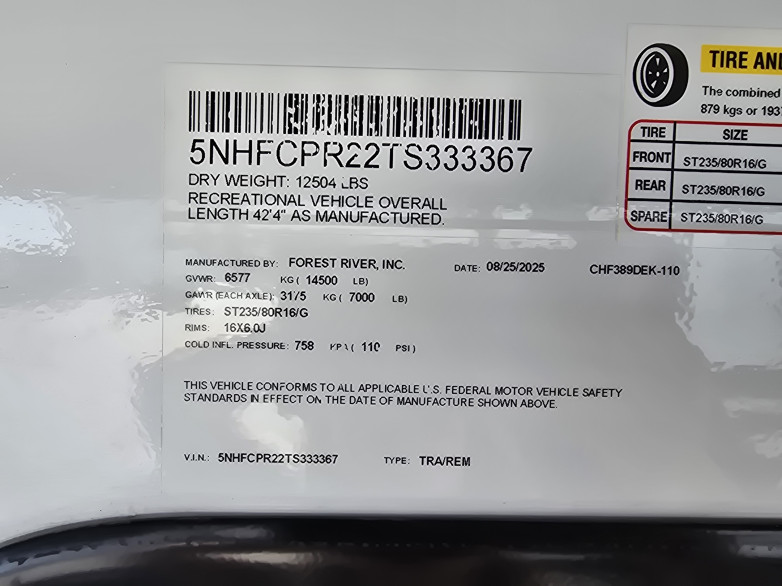 5NHFCPR22TS333367
DRY WEIGHT: 12504 LBS
RECREATIONAL VEHICLE OVERALL
LENGTH 42'4" AS MANUFACTURED.
MANUFACTURED BY: FOREST RIVER, INC. DATE: 08/25/2025 CHF389DEK-110
GVWR: 6577 KG ( 14500 LB)
GAWR (EACH AXLE): 3175 KG ( 7000 LB)
TIRES: ST235/80R16/G
RIMS: 16X6.0J
COLD INFL. PRESSURE: 758 KPA ( 110 PSI )
THIS VEHICLE CONFORMS TO ALL APPLICABLE U.S. FEDERAL MOTOR VEHICLE SAFETY
STANDARDS IN EFFECT ON THE DATE OF MANUFACTURE SHOWN ABOVE.
V.I.N.: 5NHFCPR22TS333367 TYPE: TRA/REM
TIRE AND
The combined
879 kgs or 193
TIRE SIZE
FRONT ST235/80R16/G
REAR ST235/80R16/G
SPARE ST235/80R16/G